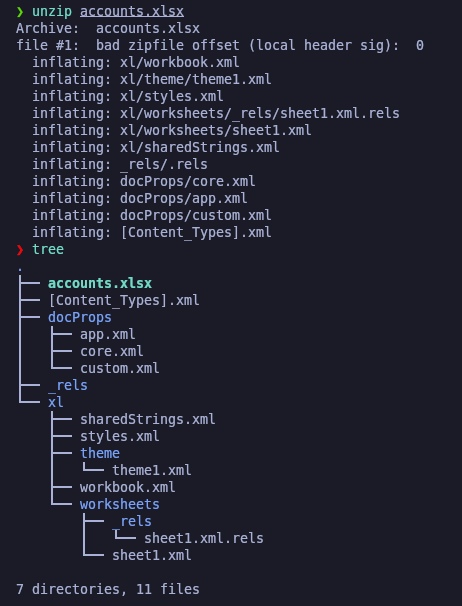 ❯ unzip accounts.xlsx
Archive:  accounts.xlsx
file #1:  bad zipfile offset (local header sig):  0
  inflating: xl/workbook.xml
  inflating: xl/theme/theme1.xml
  inflating: xl/styles.xml
  inflating: xl/worksheets/_rels/sheet1.xml.rels
  inflating: xl/worksheets/sheet1.xml
  inflating: xl/sharedStrings.xml
  inflating: _rels/.rels
  inflating: docProps/core.xml
  inflating: docProps/app.xml
  inflating: docProps/custom.xml
  inflating: [Content_Types].xml
❯ tree
.
├── accounts.xlsx
├── [Content_Types].xml
├── docProps
│   ├── app.xml
│   ├── core.xml
│   └── custom.xml
├── _rels
└── xl
    ├── sharedStrings.xml
    ├── styles.xml
    ├── theme
    │   └── theme1.xml
    ├── workbook.xml
    └── worksheets
        ├── _rels
        │   └── sheet1.xml.rels
        └── sheet1.xml

7 directories, 11 files